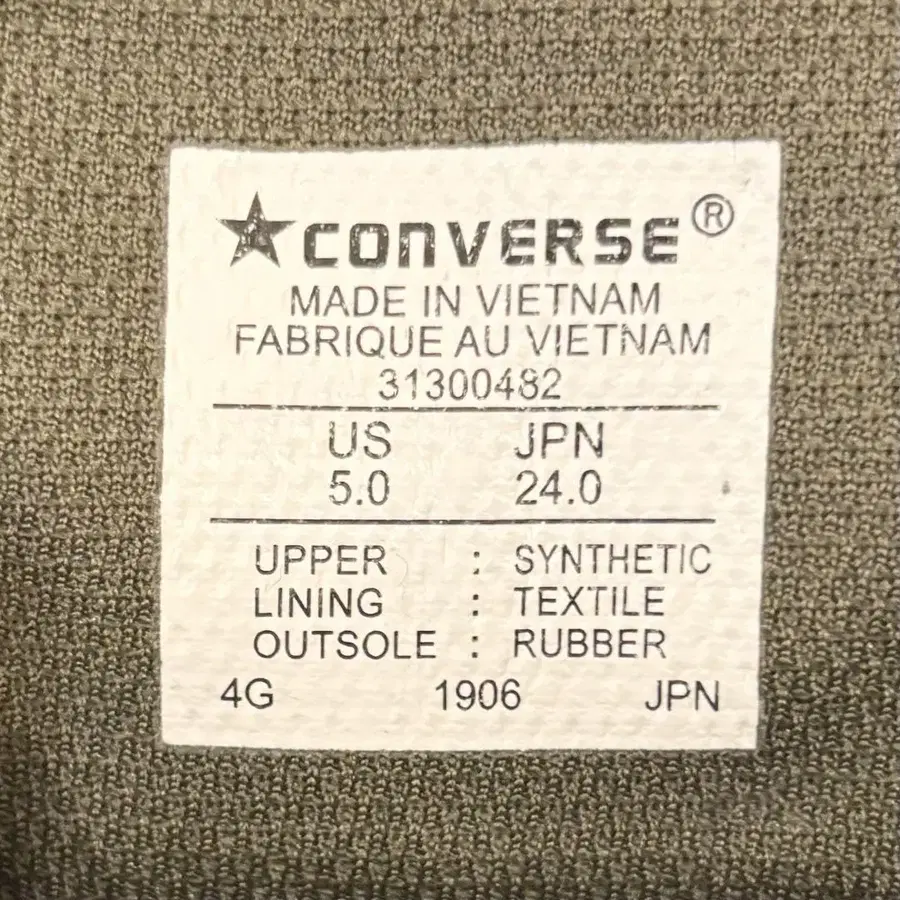 CONVERSE®
MADE IN VIETNAM
FABRIQUE AU VIETNAM
31300482
US JPN
5.0 24.0
UPPER : SYNTHETIC
LINING : TEXTILE
OUTSOLE : RUBBER
4G 1906 JPN